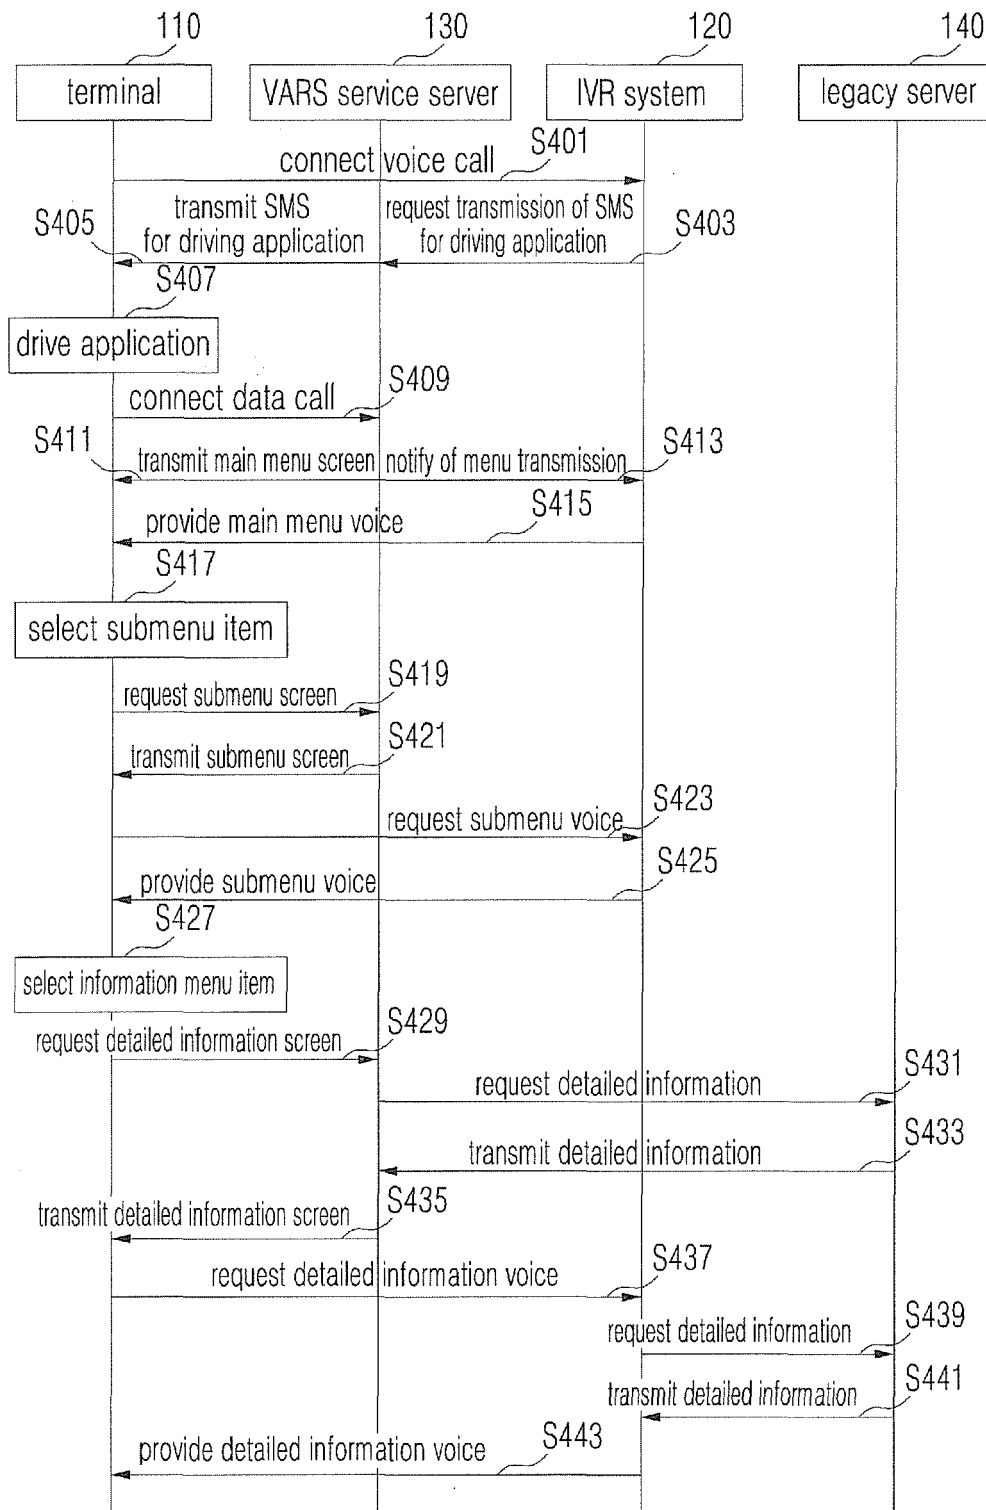 110 130 120 140
terminal VARS service server IVR system legacy server
S401
connect voice call
transmit SMS request transmission of SMS
S405 for driving application for driving application S403
S407
drive application
S409
connect data call
S411 transmit main menu screen notify of menu transmission S413
S415
provide main menu voice
S417
select submenu item
S419
request submenu screen
S421
transmit submenu screen
S423
request submenu voice
S425
provide submenu voice
S427
select information menu item
S429
request detailed information screen
S431
request detailed information
S433
transmit detailed information
S435
transmit detailed information screen
S437
request detailed information voice
S439
request detailed information
S441
transmit detailed information
S443
provide detailed information voice